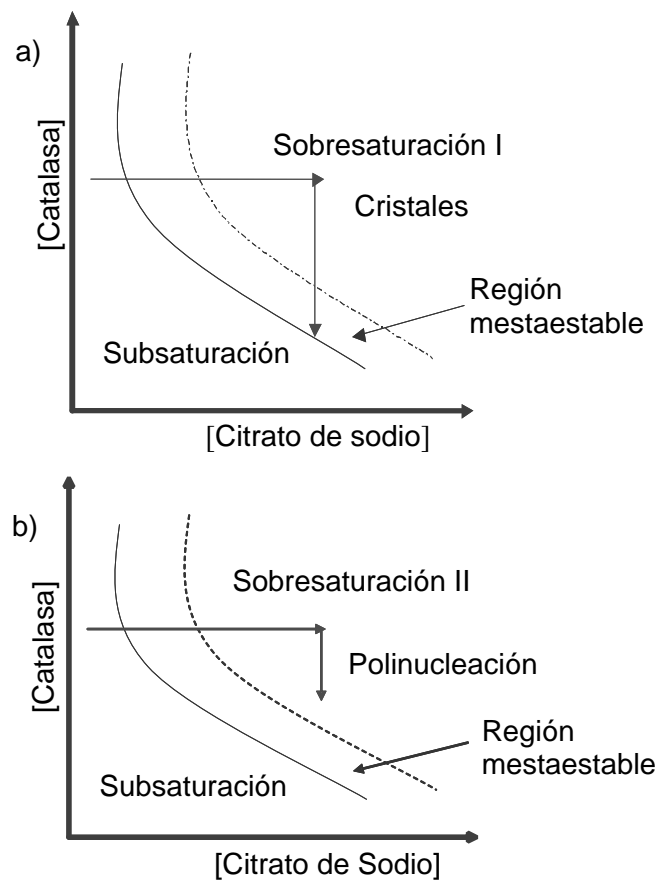 a)
[Catalasa]
Sobresaturación I
Cristales
Región
mestaestable
Subsaturación
[Citrato de sodio]
b)
[Catalasa]
Sobresaturación II
Polinucleación
Región
mestaestable
Subsaturación
[Citrato de Sodio]